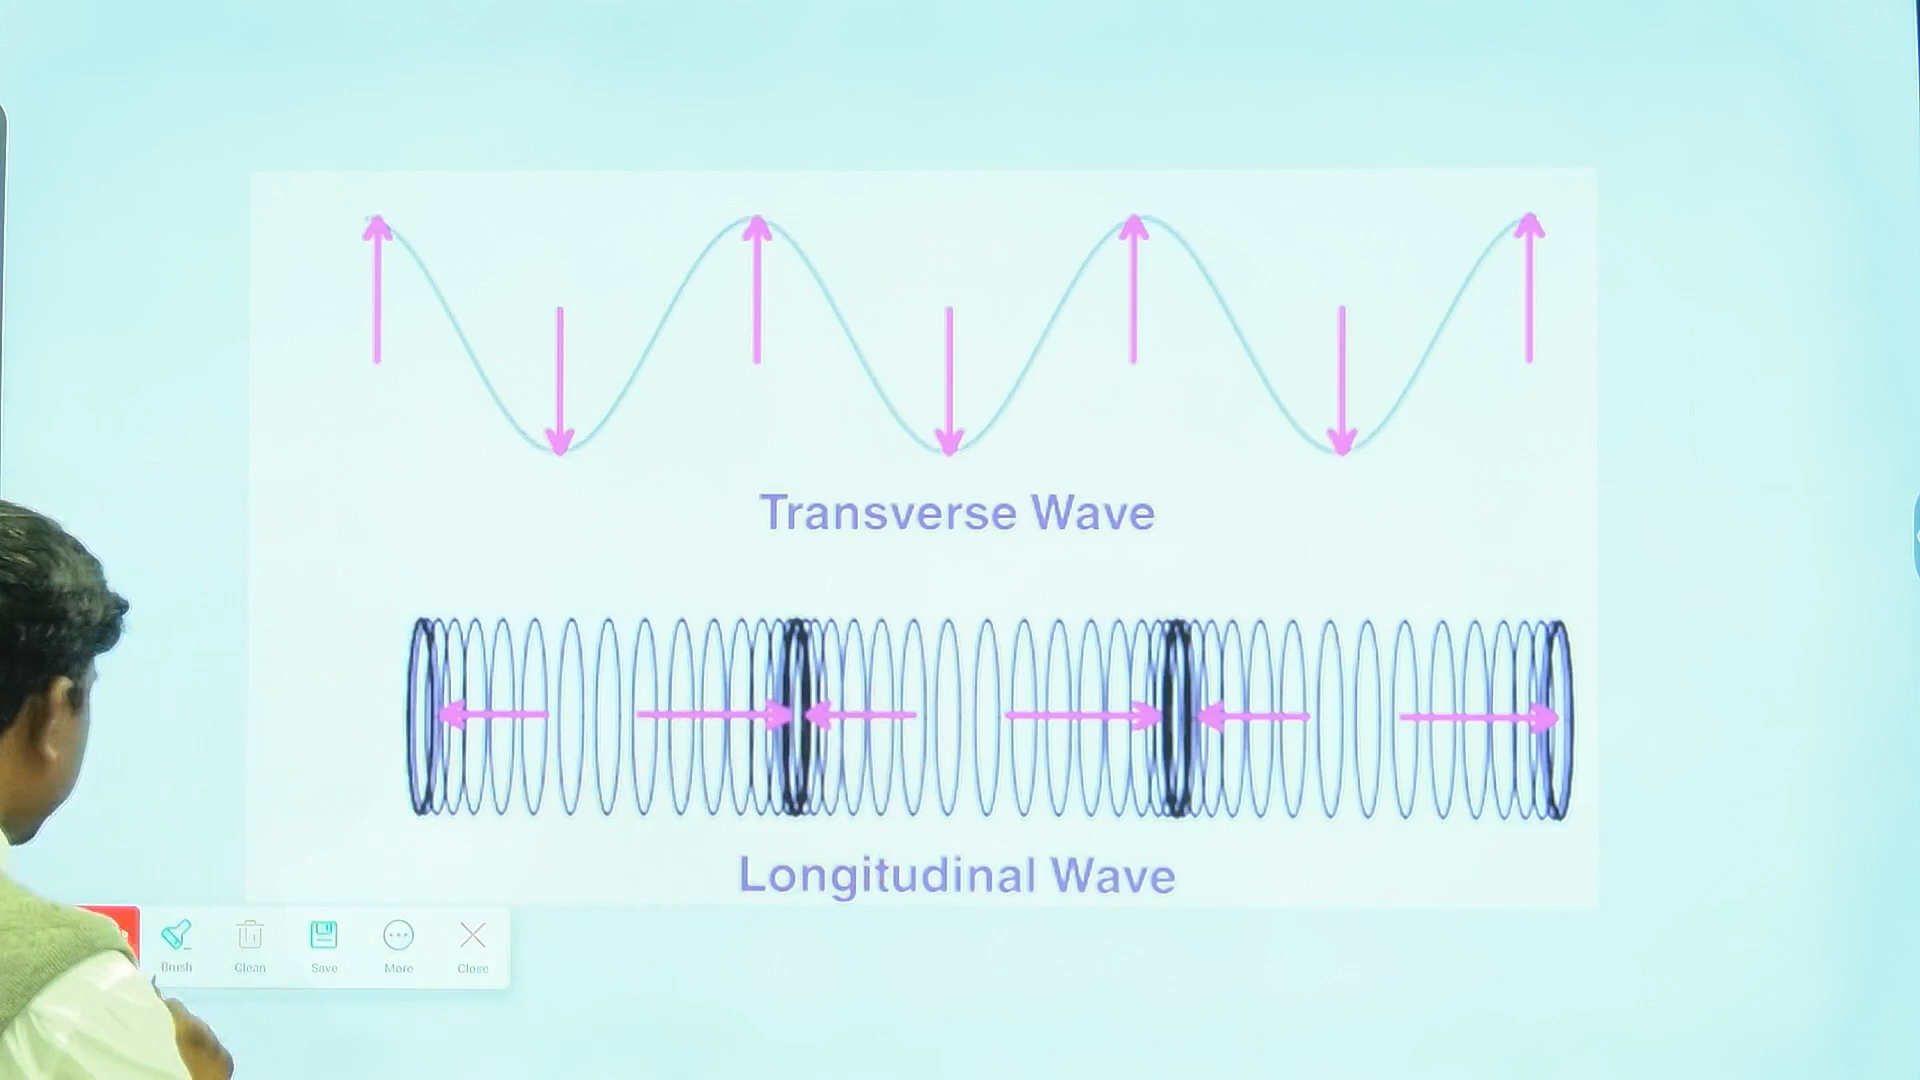 Transverse Wave
Longitudinal Wave
Brush
Clean
Save
More
Close